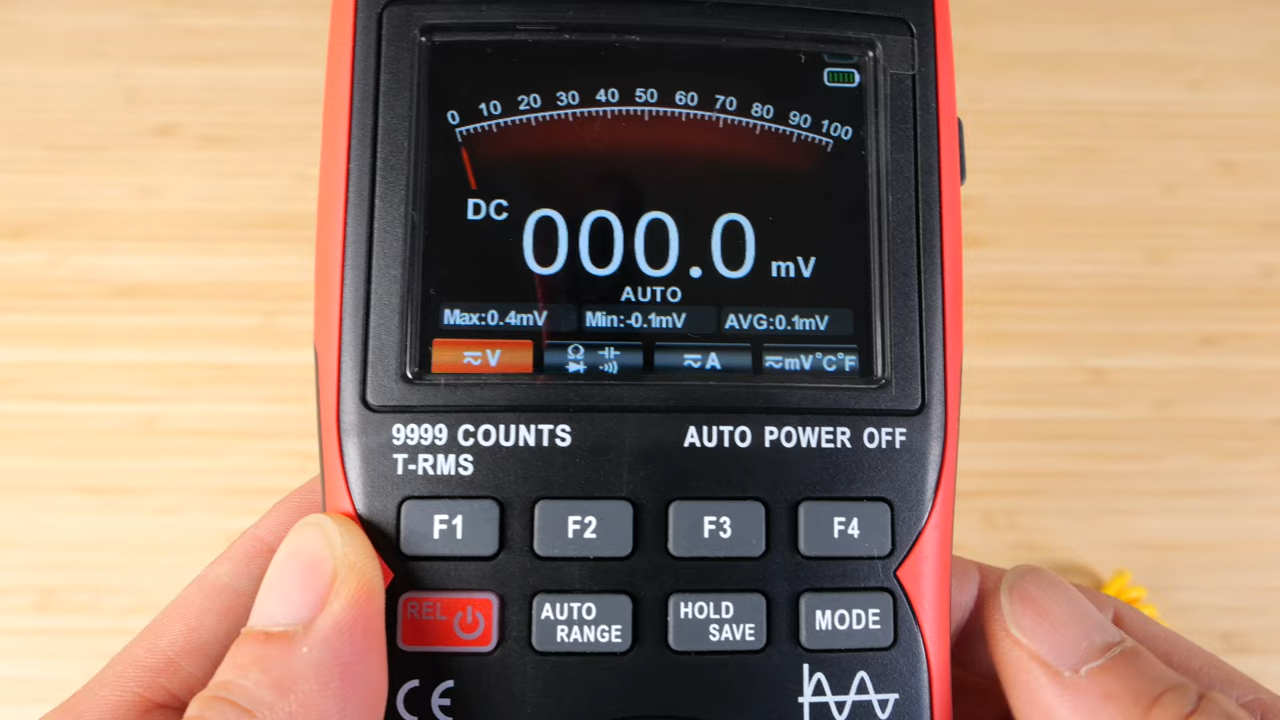 0 10 20 30 40 50 60 70 80 90 100
DC 000.0 mV
AUTO
Max:0.4mV Min:-0.1mV AVG:0.1mV
≂V Ω ≂A ≂mV°C°F
9999 COUNTS AUTO POWER OFF
T-RMS
F1 F2 F3 F4
REL AUTO RANGE HOLD SAVE MODE
CE